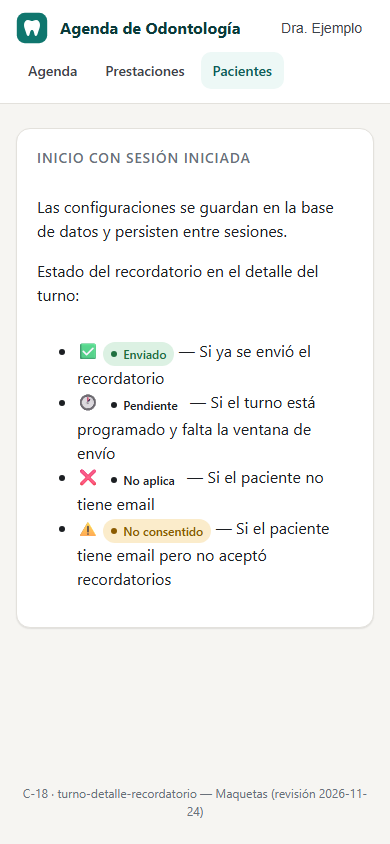 Agenda de Odontología
Dra. Ejemplo
Agenda
Prestaciones
Pacientes
INICIO CON SESIÓN INICIADA
Las configuraciones se guardan en la base
de datos y persisten entre sesiones.
Estado del recordatorio en el detalle del
turno:
• ✅ • Enviado — Si ya se envió el
recordatorio
• 🕐 • Pendiente — Si el turno está
programado y falta la ventana de
envío
• ❌ • No aplica — Si el paciente no
tiene email
• ⚠️ • No consentido — Si el paciente
tiene email pero no aceptó
recordatorios
C-18 · turno-detalle-recordatorio — Maquetas (revisión 2026-11-
24)